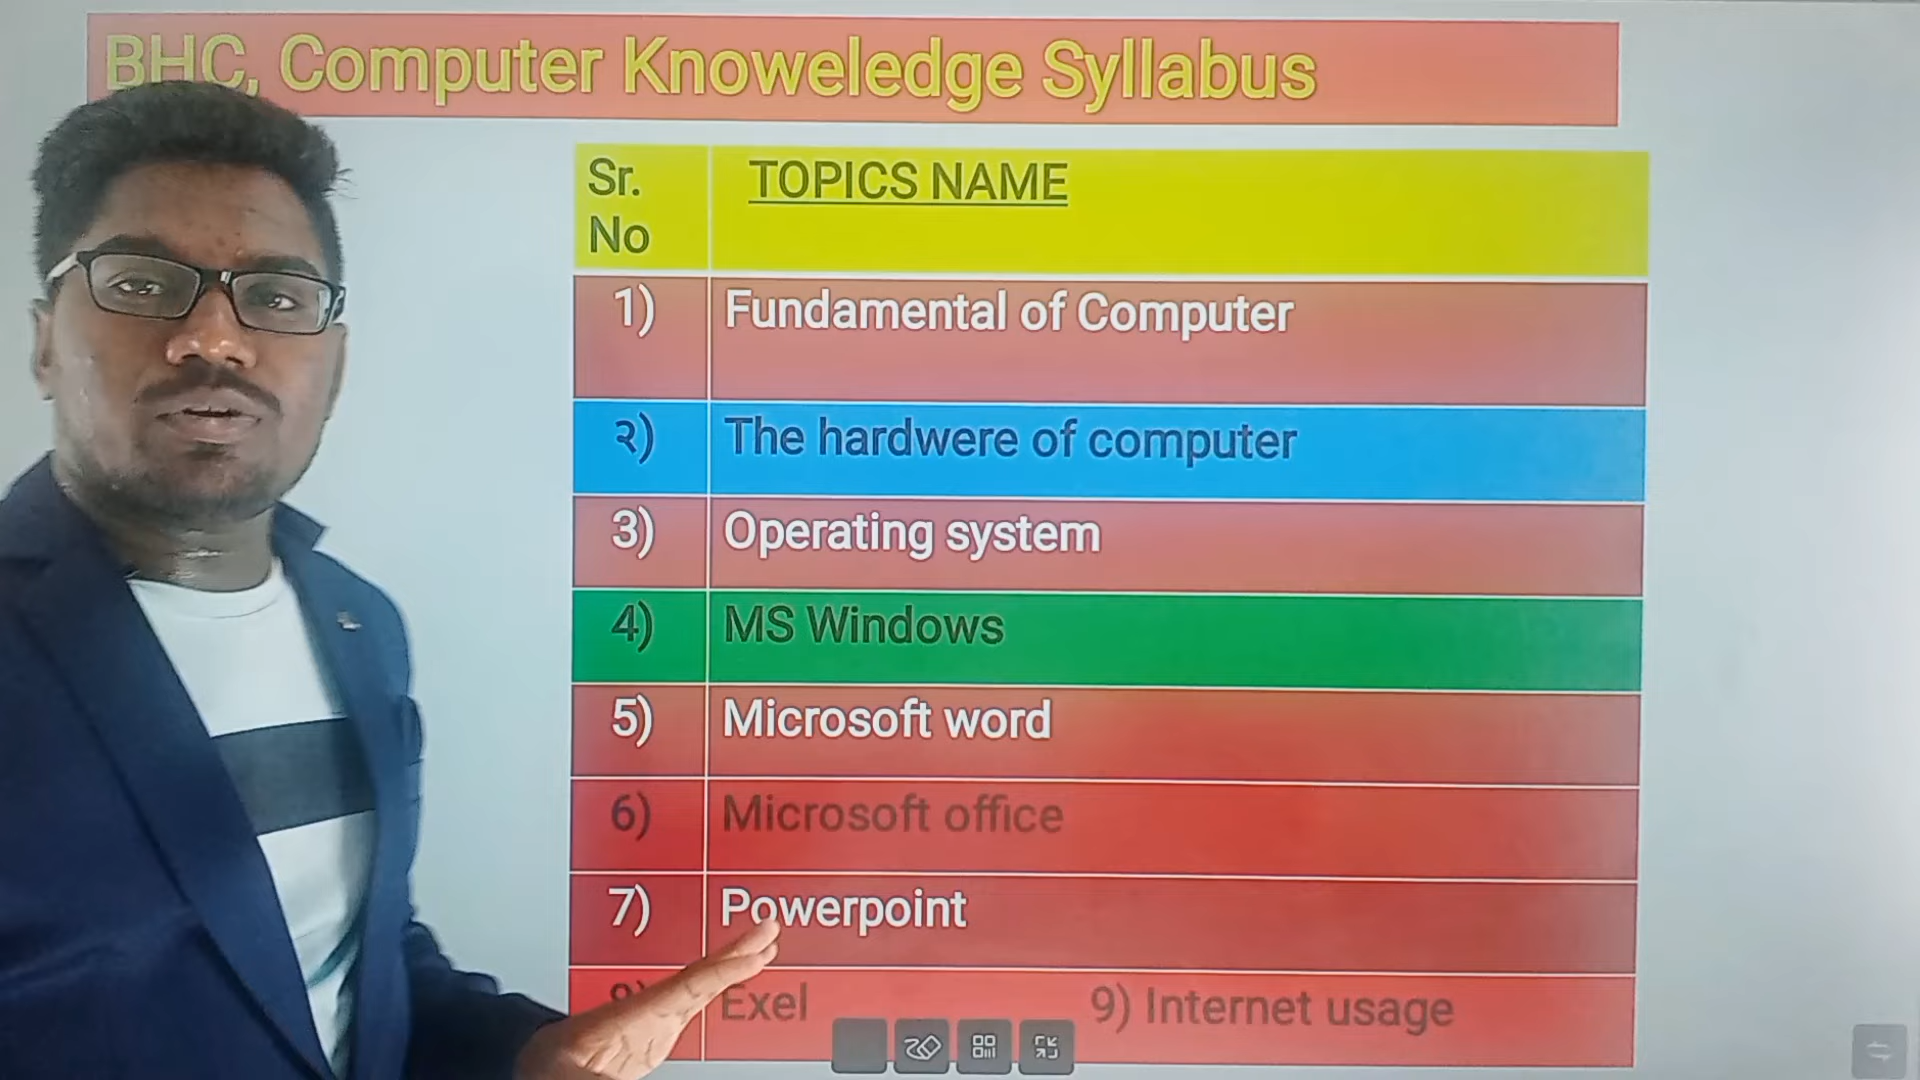 BHC, Computer Knoweledge Syllabus
Sr. No TOPICS NAME
1) Fundamental of Computer
२) The hardwere of computer
3) Operating system
4) MS Windows
5) Microsoft word
6) Microsoft office
7) Powerpoint
Exel 9) Internet usage